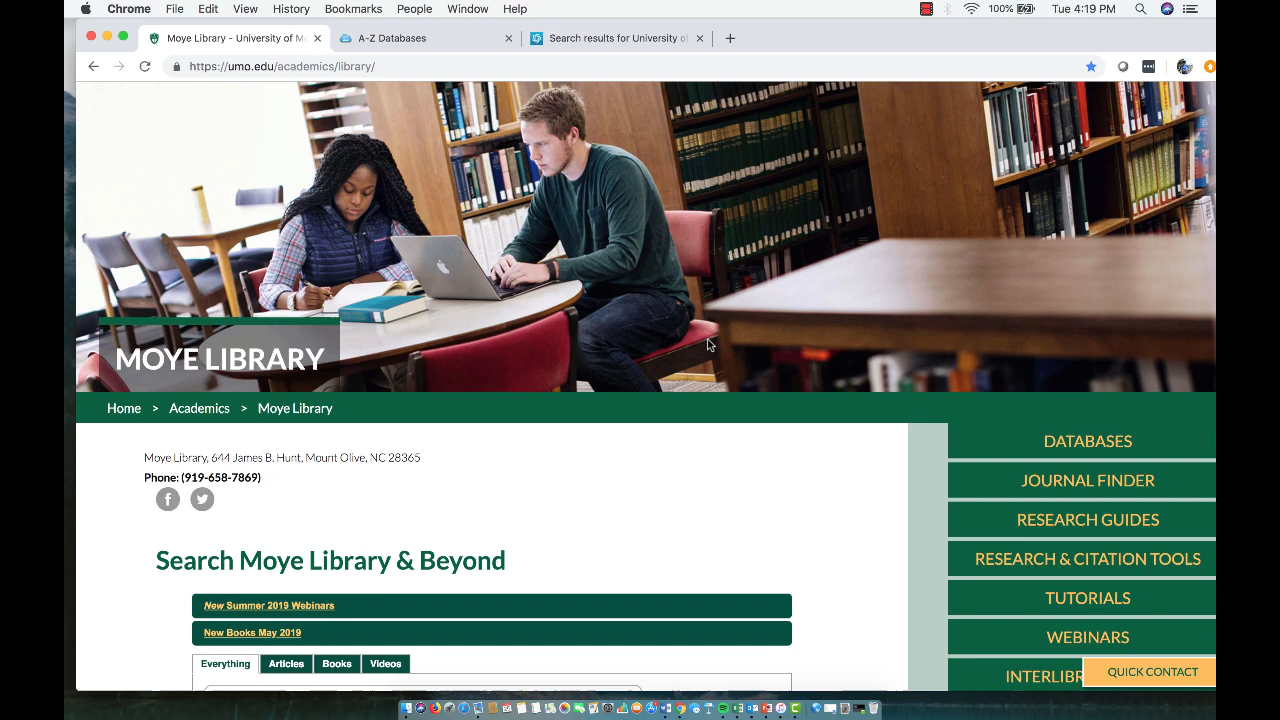 Chrome File Edit View History Bookmarks People Window Help 100% Tue 4:19 PM
Moye Library - University of M A-Z Databases Search results for University of
https://umo.edu/academics/library/
MOYE LIBRARY
Home > Academics > Moye Library
Moye Library, 644 James B. Hunt, Mount Olive, NC 28365
Phone: (919-658-7869)
Search Moye Library & Beyond
New Summer 2019 Webinars
New Books May 2019
Everything Articles Books Videos
DATABASES
JOURNAL FINDER
RESEARCH GUIDES
RESEARCH & CITATION TOOLS
TUTORIALS
WEBINARS
INTERLIBR
QUICK CONTACT